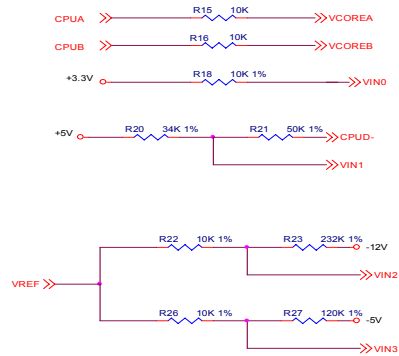 CPUA R15 10K VCOREA
CPUB R16 10K VCOREB
+3.3V R18 10K 1% VIN0
+5V R20 34K 1% R21 50K 1% CPUD-
VIN1
R22 10K 1% R23 232K 1% -12V
VIN2
VREF
R26 10K 1% R27 120K 1% -5V
VIN3